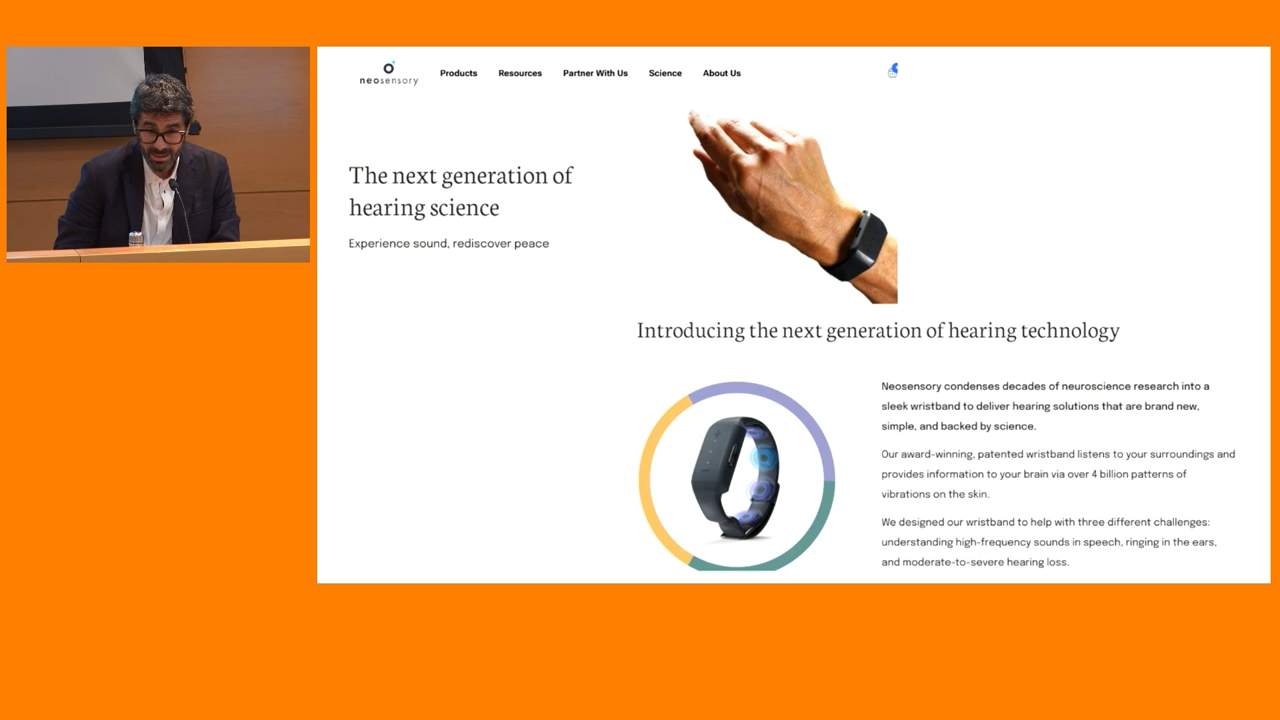 neosensory
Products Resources Partner With Us Science About Us
The next generation of
hearing science
Experience sound, rediscover peace
Introducing the next generation of hearing technology
Neosensory condenses decades of neuroscience research into a
sleek wristband to deliver hearing solutions that are brand new,
simple, and backed by science.
Our award-winning, patented wristband listens to your surroundings and
provides information to your brain via over 4 billion patterns of
vibrations on the skin.
We designed our wristband to help with three different challenges:
understanding high-frequency sounds in speech, ringing in the ears,
and moderate-to-severe hearing loss.